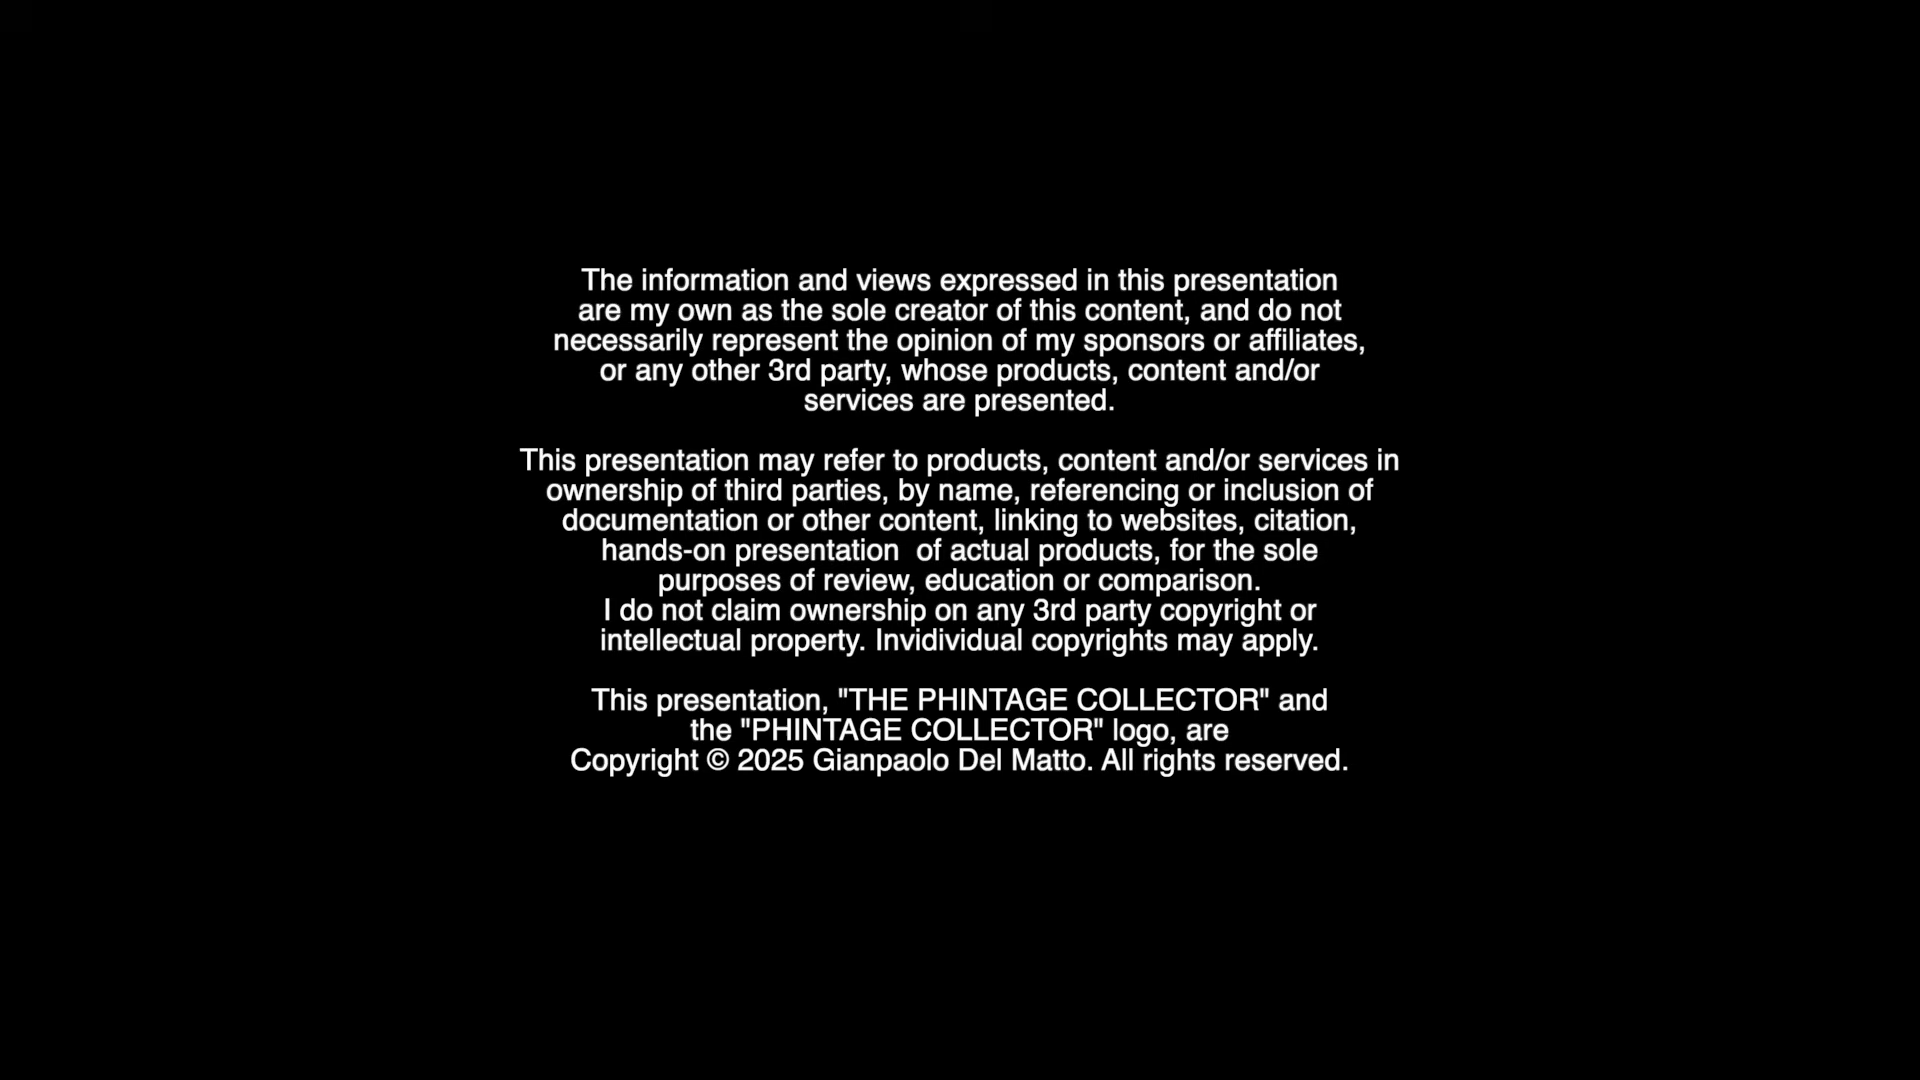 The information and views expressed in this presentation
are my own as the sole creator of this content, and do not
necessarily represent the opinion of my sponsors or affiliates,
or any other 3rd party, whose products, content and/or
services are presented.
This presentation may refer to products, content and/or services in
ownership of third parties, by name, referencing or inclusion of
documentation or other content, linking to websites, citation,
hands-on presentation  of actual products, for the sole
purposes of review, education or comparison.
I do not claim ownership on any 3rd party copyright or
intellectual property. Invidividual copyrights may apply.
This presentation, "THE PHINTAGE COLLECTOR" and
the "PHINTAGE COLLECTOR" logo, are
Copyright © 2025 Gianpaolo Del Matto. All rights reserved.